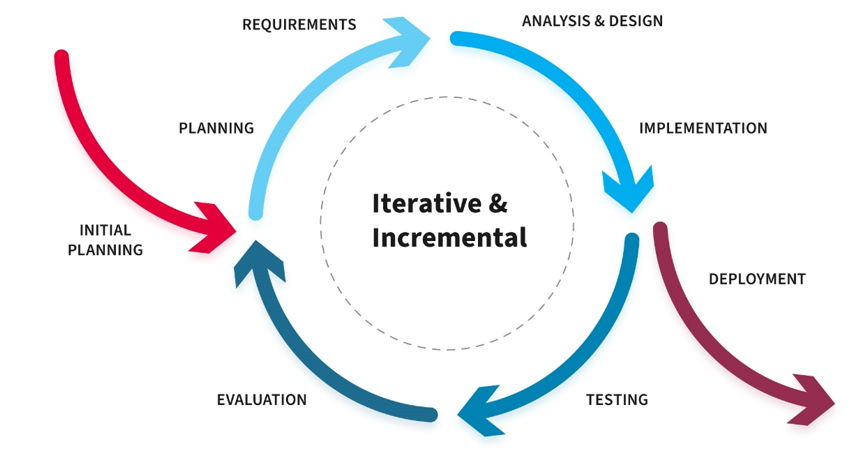 REQUIREMENTS
ANALYSIS & DESIGN
PLANNING
IMPLEMENTATION
Iterative &
Incremental
INITIAL
PLANNING
DEPLOYMENT
EVALUATION
TESTING